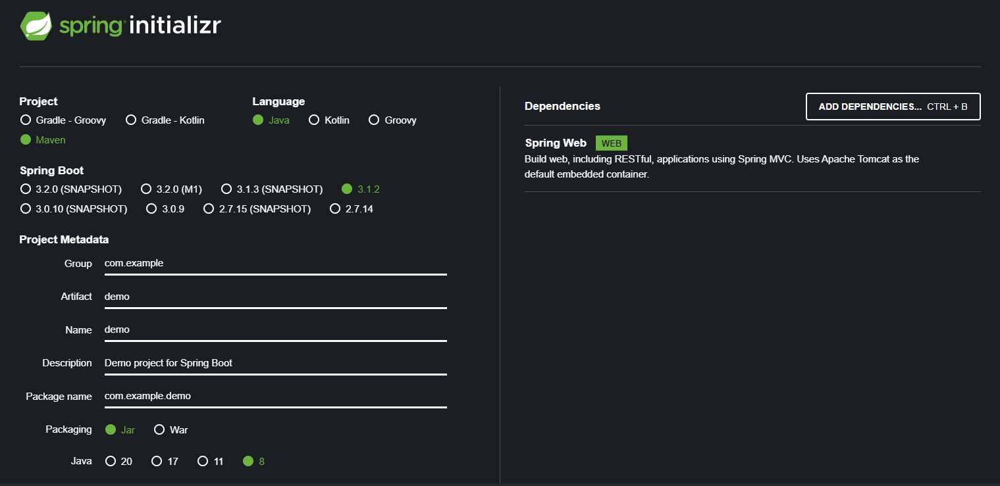 spring initializr
Project
Gradle - Groovy Gradle - Kotlin
Maven
Language
Java Kotlin Groovy
Spring Boot
3.2.0 (SNAPSHOT) 3.2.0 (M1) 3.1.3 (SNAPSHOT) 3.1.2
3.0.10 (SNAPSHOT) 3.0.9 2.7.15 (SNAPSHOT) 2.7.14
Project Metadata
Group com.example
Artifact demo
Name demo
Description Demo project for Spring Boot
Package name com.example.demo
Packaging Jar War
Java 20 17 11 8
Dependencies ADD DEPENDENCIES... CTRL + B
Spring Web WEB
Build web, including RESTful, applications using Spring MVC. Uses Apache Tomcat as the
default embedded container.